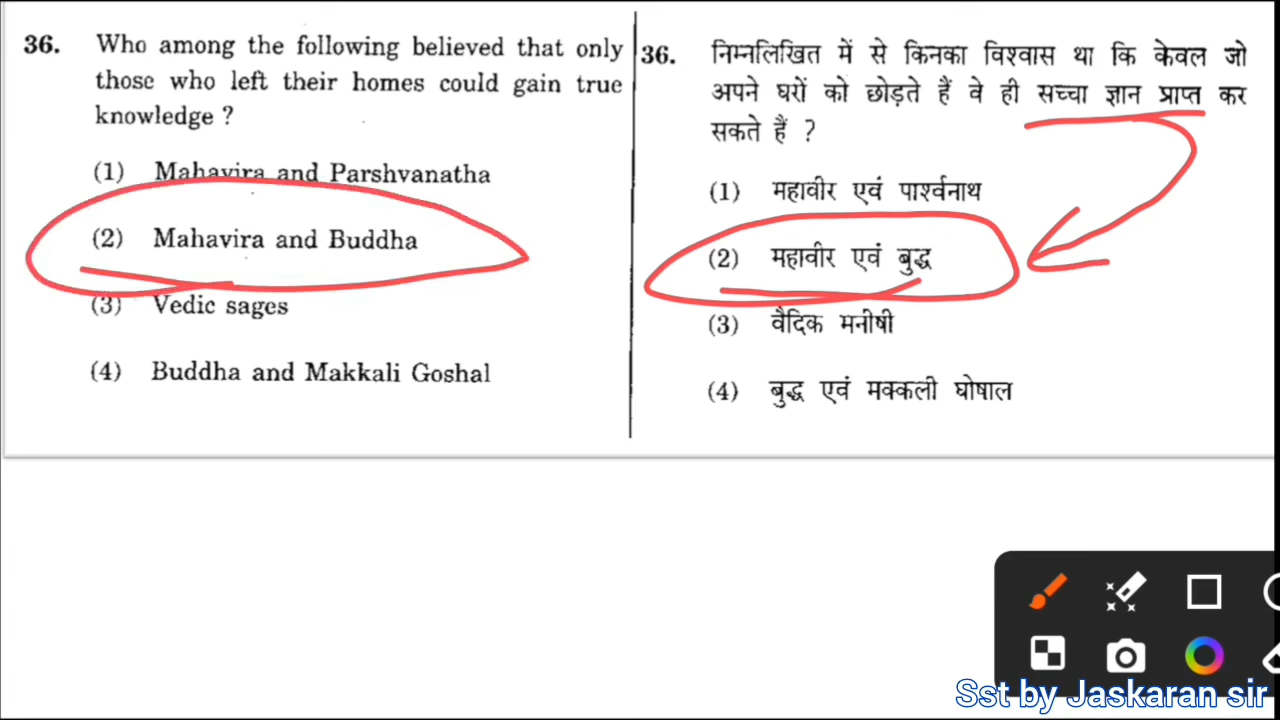 36. Who among the following believed that only
those who left their homes could gain true
knowledge ?
(1) Mahavira and Parshvanatha
(2) Mahavira and Buddha
(3) Vedic sages
(4) Buddha and Makkali Goshal
36. निम्नलिखित में से किनका विश्वास था कि केवल जो
अपने घरों को छोड़ते हैं वे ही सच्चा ज्ञान प्राप्त कर
सकते हैं ?
(1) महावीर एवं पार्श्वनाथ
(2) महावीर एवं बुद्ध
(3) वैदिक मनीषी
(4) बुद्ध एवं मक्कली घोषाल
Sst by Jaskaran sir